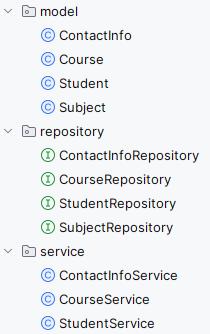 model
C ContactInfo
C Course
C Student
C Subject
repository
I ContactInfoRepository
I CourseRepository
I StudentRepository
I SubjectRepository
service
C ContactInfoService
C CourseService
C StudentService